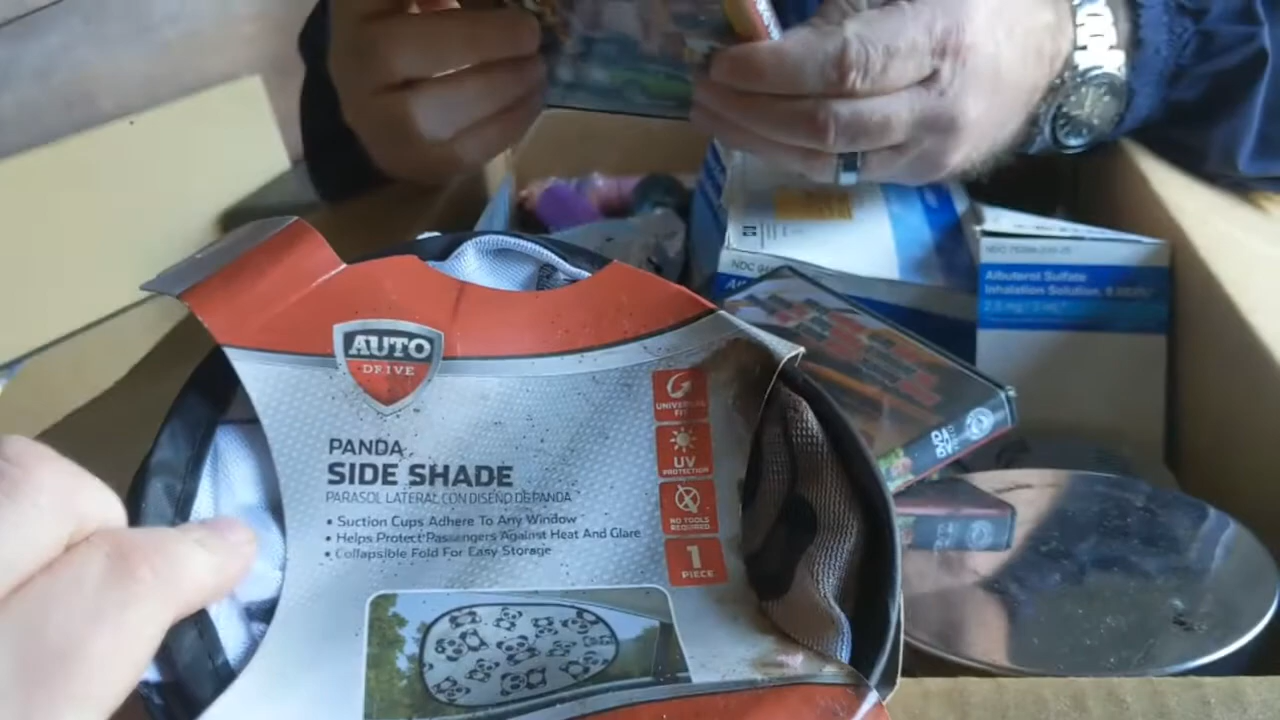 AUTO
DRIVE
PANDA
SIDE SHADE
PARASOL LATERAL CON DISEÑO DE PANDA
• Suction Cups Adhere To Any Window
• Helps Protect Passengers Against Heat And Glare
• Collapsible Fold For Easy Storage
UNIVERSAL
FIT
UV
PROTECTION
NO TOOLS
REQUIRED
1
PIECE
NDC
Albuterol Sulfate
Inhalation Solution,
DVD